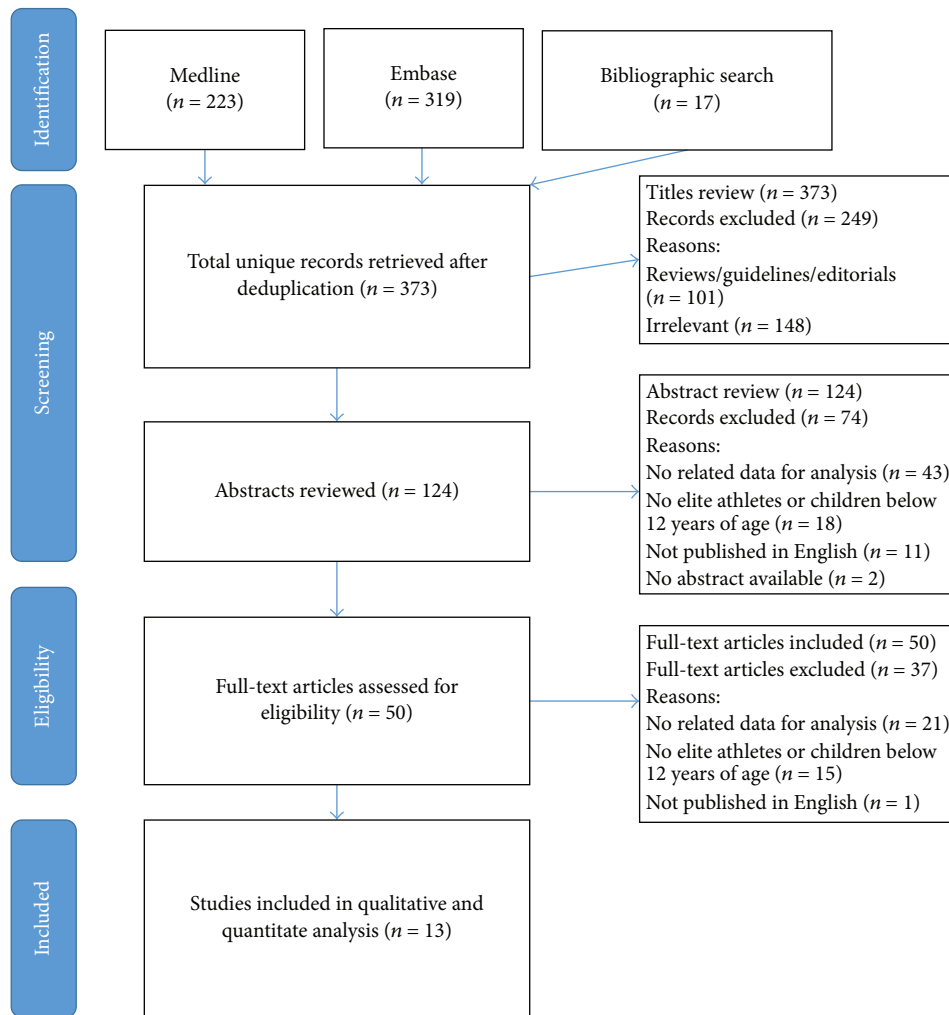 Identification
Medline
(n = 223)
Embase
(n = 319)
Bibliographic search
(n = 17)
Screening
Total unique records retrieved after
deduplication (n = 373)
Titles review (n = 373)
Records excluded (n = 249)
Reasons:
Reviews/guidelines/editorials
(n = 101)
Irrelevant (n = 148)
Abstracts reviewed (n = 124)
Abstract review (n = 124)
Records excluded (n = 74)
Reasons:
No related data for analysis (n = 43)
No elite athletes or children below
12 years of age (n = 18)
Not published in English (n = 11)
No abstract available (n = 2)
Eligibility
Full-text articles assessed for
eligibility (n = 50)
Full-text articles included (n = 50)
Full-text articles excluded (n = 37)
Reasons:
No related data for analysis (n = 21)
No elite athletes or children below
12 years of age (n = 15)
Not published in English (n = 1)
Included
Studies included in qualitative and
quantitate analysis (n = 13)